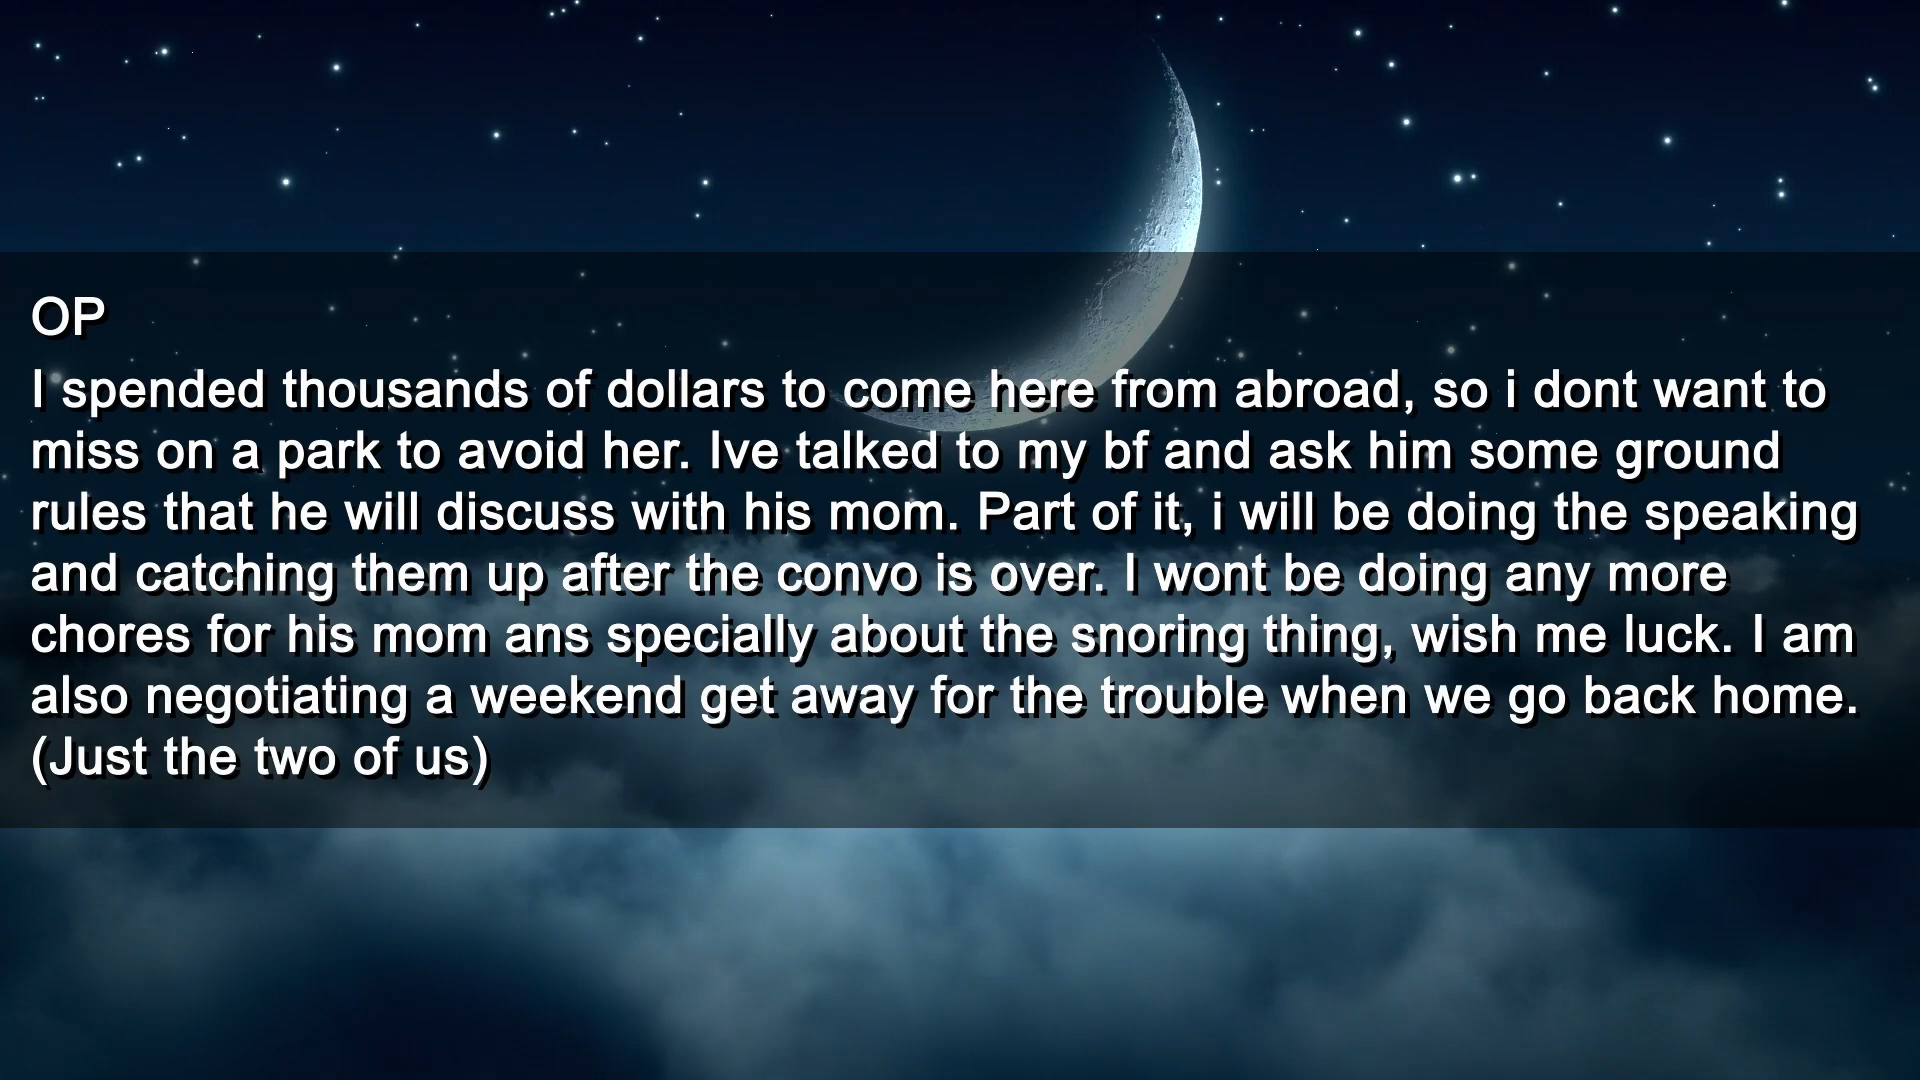 OP
I spended thousands of dollars to come here from abroad, so i dont want to
miss on a park to avoid her. Ive talked to my bf and ask him some ground
rules that he will discuss with his mom. Part of it, i will be doing the speaking
and catching them up after the convo is over. I wont be doing any more
chores for his mom ans specially about the snoring thing, wish me luck. I am
also negotiating a weekend get away for the trouble when we go back home.
(Just the two of us)